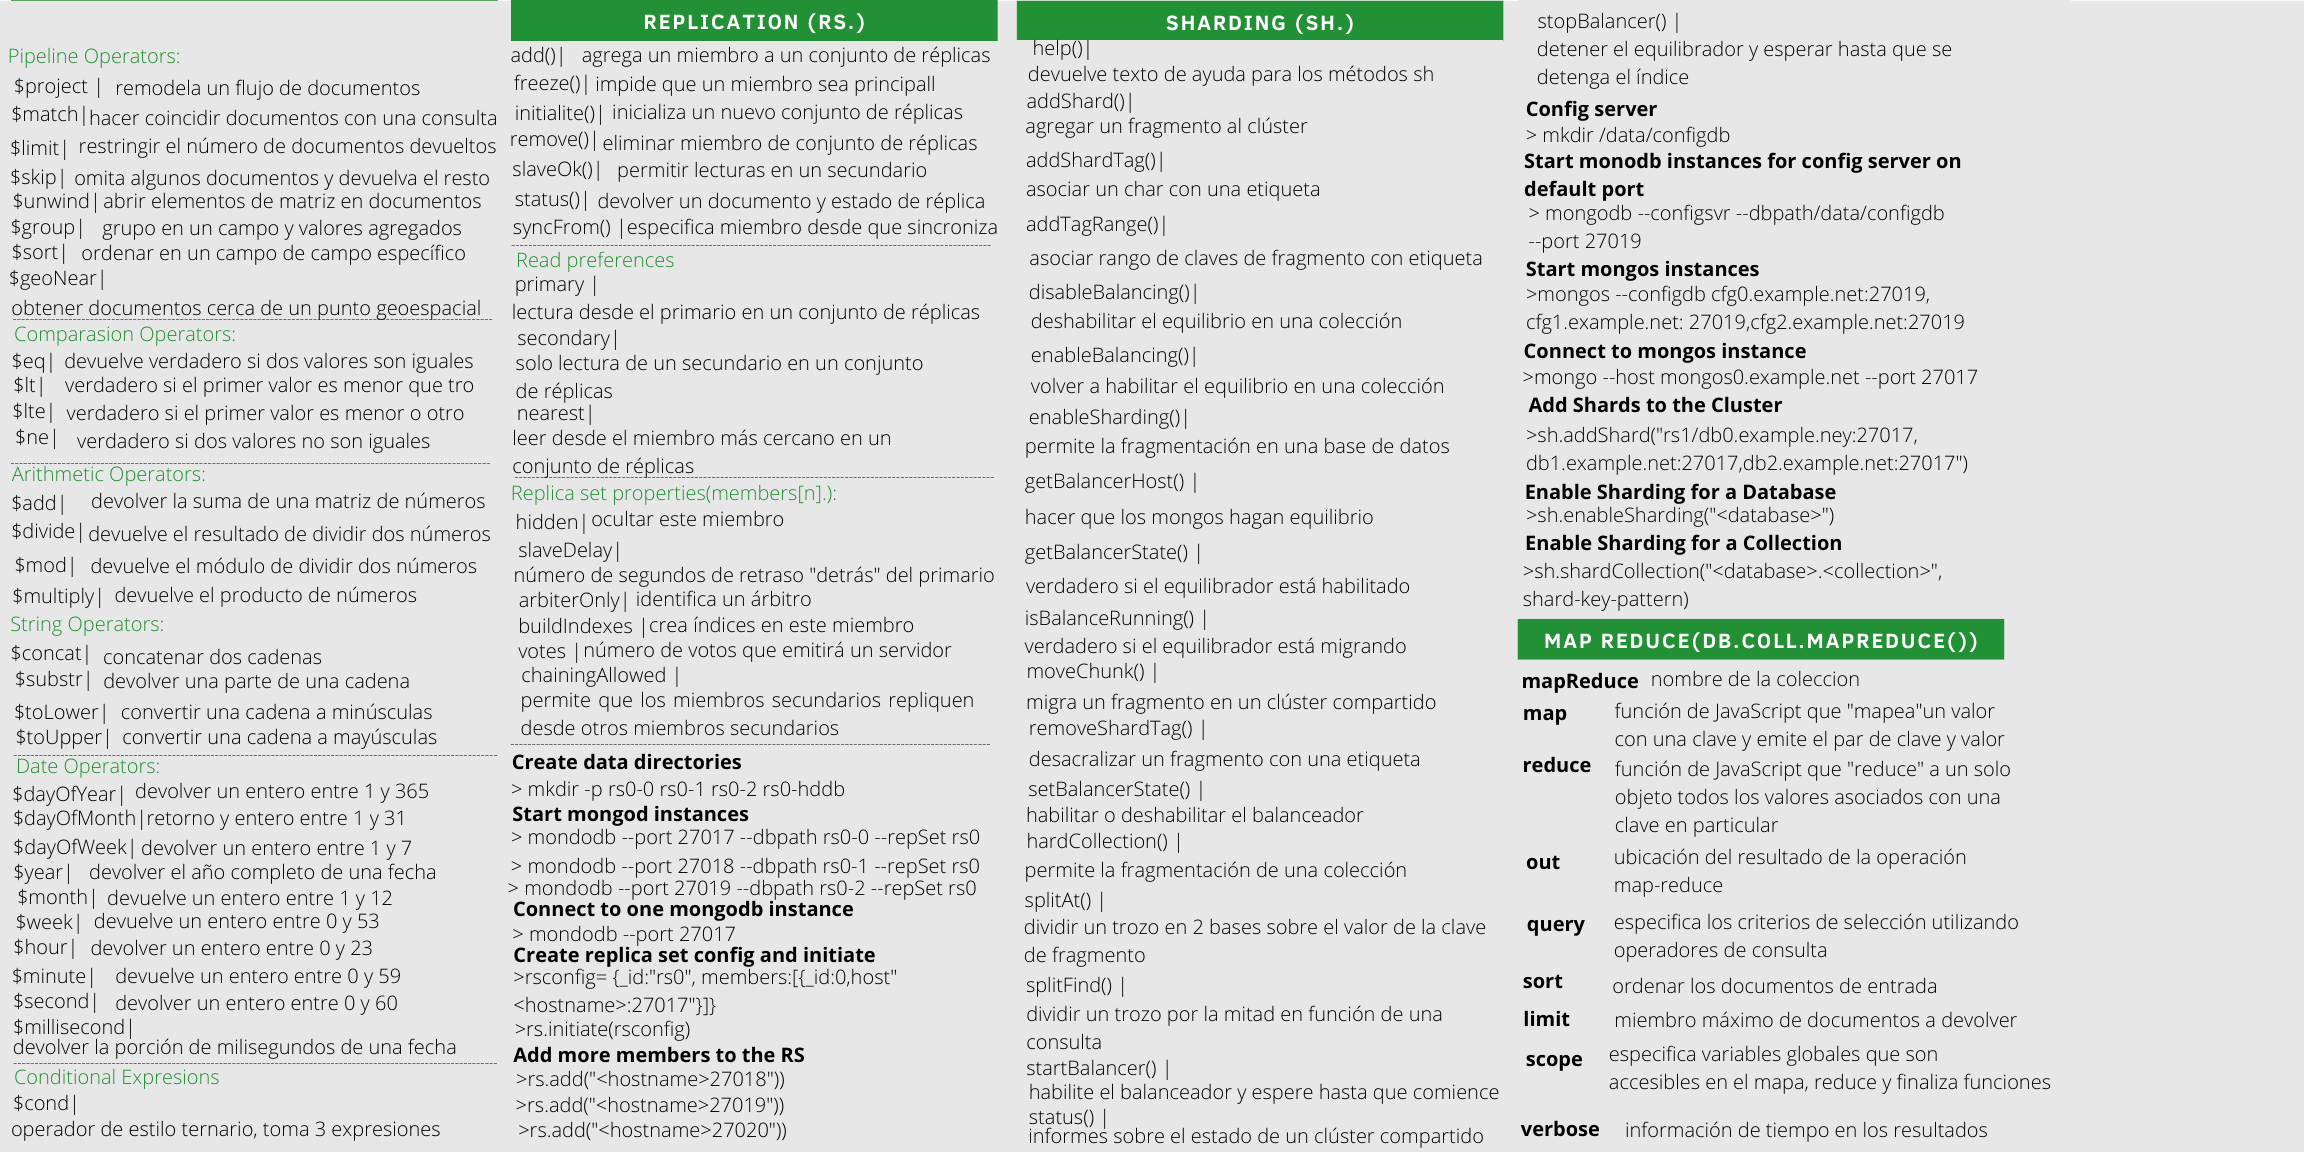 Pipeline Operators:
$project | remodela un flujo de documentos
$match| hacer coincidir documentos con una consulta
$limit| restringir el número de documentos devueltos
$skip| omita algunos documentos y devuelva el resto
$unwind| abrir elementos de matriz en documentos
$group| grupo en un campo y valores agregados
$sort| ordenar en un campo de campo específico
$geoNear|
obtener documentos cerca de un punto geoespacial
Comparasion Operators:
$eq| devuelve verdadero si dos valores son iguales
$lt| verdadero si el primer valor es menor que tro
$lte| verdadero si el primer valor es menor o otro
$ne| verdadero si dos valores no son iguales
Arithmetic Operators:
$add| devolver la suma de una matriz de números
$divide| devuelve el resultado de dividir dos números
$mod| devuelve el módulo de dividir dos números
$multiply| devuelve el producto de números
String Operators:
$concat| concatenar dos cadenas
$substr| devolver una parte de una cadena
$toLower| convertir una cadena a minúsculas
$toUpper| convertir una cadena a mayúsculas
Date Operators:
$dayOfYear| devolver un entero entre 1 y 365
$dayOfMonth| retorno y entero entre 1 y 31
$dayOfWeek| devolver un entero entre 1 y 7
$year| devolver el año completo de una fecha
$month| devuelve un entero entre 1 y 12
$week| devuelve un entero entre 0 y 53
$hour| devolver un entero entre 0 y 23
$minute| devuelve un entero entre 0 y 59
$second| devolver un entero entre 0 y 60
$millisecond|
devolver la porción de milisegundos de una fecha
Conditional Expresions
$cond|
operador de estilo ternario, toma 3 expresiones
REPLICATION (RS.)
add()| agrega un miembro a un conjunto de réplicas
freeze()| impide que un miembro sea principall
initialite()| inicializa un nuevo conjunto de réplicas
remove()| eliminar miembro de conjunto de réplicas
slaveOk()| permitir lecturas en un secundario
status()| devolver un documento y estado de réplica
syncFrom() |especifica miembro desde que sincroniza
Read preferences
primary |
lectura desde el primario en un conjunto de réplicas
secondary|
solo lectura de un secundario en un conjunto
de réplicas
nearest|
leer desde el miembro más cercano en un
conjunto de réplicas
Replica set properties(members[n].):
hidden| ocultar este miembro
slaveDelay|
número de segundos de retraso "detrás" del primario
arbiterOnly| identifica un árbitro
buildIndexes |crea índices en este miembro
votes |número de votos que emitirá un servidor
chainingAllowed |
permite que los miembros secundarios repliquen
desde otros miembros secundarios
Create data directories
> mkdir -p rs0-0 rs0-1 rs0-2 rs0-hddb
Start mongod instances
> mondodb --port 27017 --dbpath rs0-0 --repSet rs0
> mondodb --port 27018 --dbpath rs0-1 --repSet rs0
> mondodb --port 27019 --dbpath rs0-2 --repSet rs0
Connect to one mongodb instance
> mondodb --port 27017
Create replica set config and initiate
>rsconfig= {_id:"rs0", members:[{_id:0,host"
<hostname>:27017"}]}
>rs.initiate(rsconfig)
Add more members to the RS
>rs.add("<hostname>27018"))
>rs.add("<hostname>27019"))
>rs.add("<hostname>27020"))
SHARDING (SH.)
help()|
devuelve texto de ayuda para los métodos sh
addShard()|
agregar un fragmento al clúster
addShardTag()|
asociar un char con una etiqueta
addTagRange()|
asociar rango de claves de fragmento con etiqueta
disableBalancing()|
deshabilitar el equilibrio en una colección
enableBalancing()|
volver a habilitar el equilibrio en una colección
enableSharding()|
permite la fragmentación en una base de datos
getBalancerHost() |
hacer que los mongos hagan equilibrio
getBalancerState() |
verdadero si el equilibrador está habilitado
isBalanceRunning() |
verdadero si el equilibrador está migrando
moveChunk() |
migra un fragmento en un clúster compartido
removeShardTag() |
desacralizar un fragmento con una etiqueta
setBalancerState() |
habilitar o deshabilitar el balanceador
hardCollection() |
permite la fragmentación de una colección
splitAt() |
dividir un trozo en 2 bases sobre el valor de la clave
de fragmento
splitFind() |
dividir un trozo por la mitad en función de una
consulta
startBalancer() |
habilite el balanceador y espere hasta que comience
status() |
informes sobre el estado de un clúster compartido
stopBalancer() |
detener el equilibrador y esperar hasta que se
detenga el índice
Config server
> mkdir /data/configdb
Start monodb instances for config server on
default port
> mongodb --configsvr --dbpath/data/configdb
--port 27019
Start mongos instances
>mongos --configdb cfg0.example.net:27019,
cfg1.example.net: 27019,cfg2.example.net:27019
Connect to mongos instance
>mongo --host mongos0.example.net --port 27017
Add Shards to the Cluster
>sh.addShard("rs1/db0.example.ney:27017,
db1.example.net:27017,db2.example.net:27017")
Enable Sharding for a Database
>sh.enableSharding("<database>")
Enable Sharding for a Collection
>sh.shardCollection("<database>.<collection>",
shard-key-pattern)
MAP REDUCE(DB.COLL.MAPREDUCE())
mapReduce nombre de la coleccion
map función de JavaScript que "mapea"un valor
con una clave y emite el par de clave y valor
reduce función de JavaScript que "reduce" a un solo
objeto todos los valores asociados con una
clave en particular
out ubicación del resultado de la operación
map-reduce
query especifica los criterios de selección utilizando
operadores de consulta
sort ordenar los documentos de entrada
limit miembro máximo de documentos a devolver
scope especifica variables globales que son
accesibles en el mapa, reduce y finaliza funciones
verbose información de tiempo en los resultados